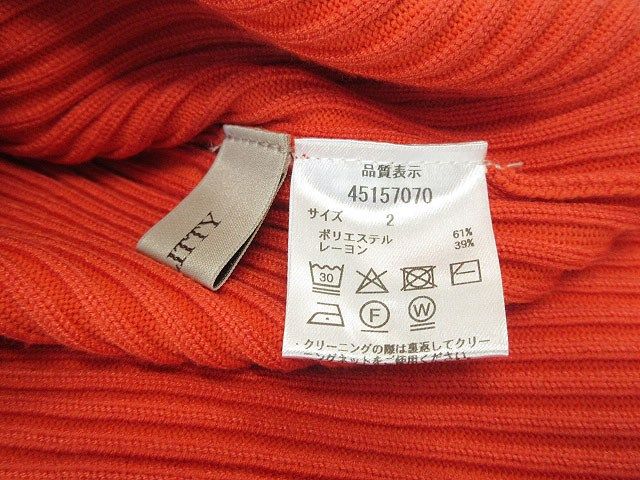 ITTY
品質表示
45157070
サイズ 2
ポリエステル 61%
レーヨン 39%
30
F W
・クリーニングの際は裏返してクリー
ニングネットをご使用ください